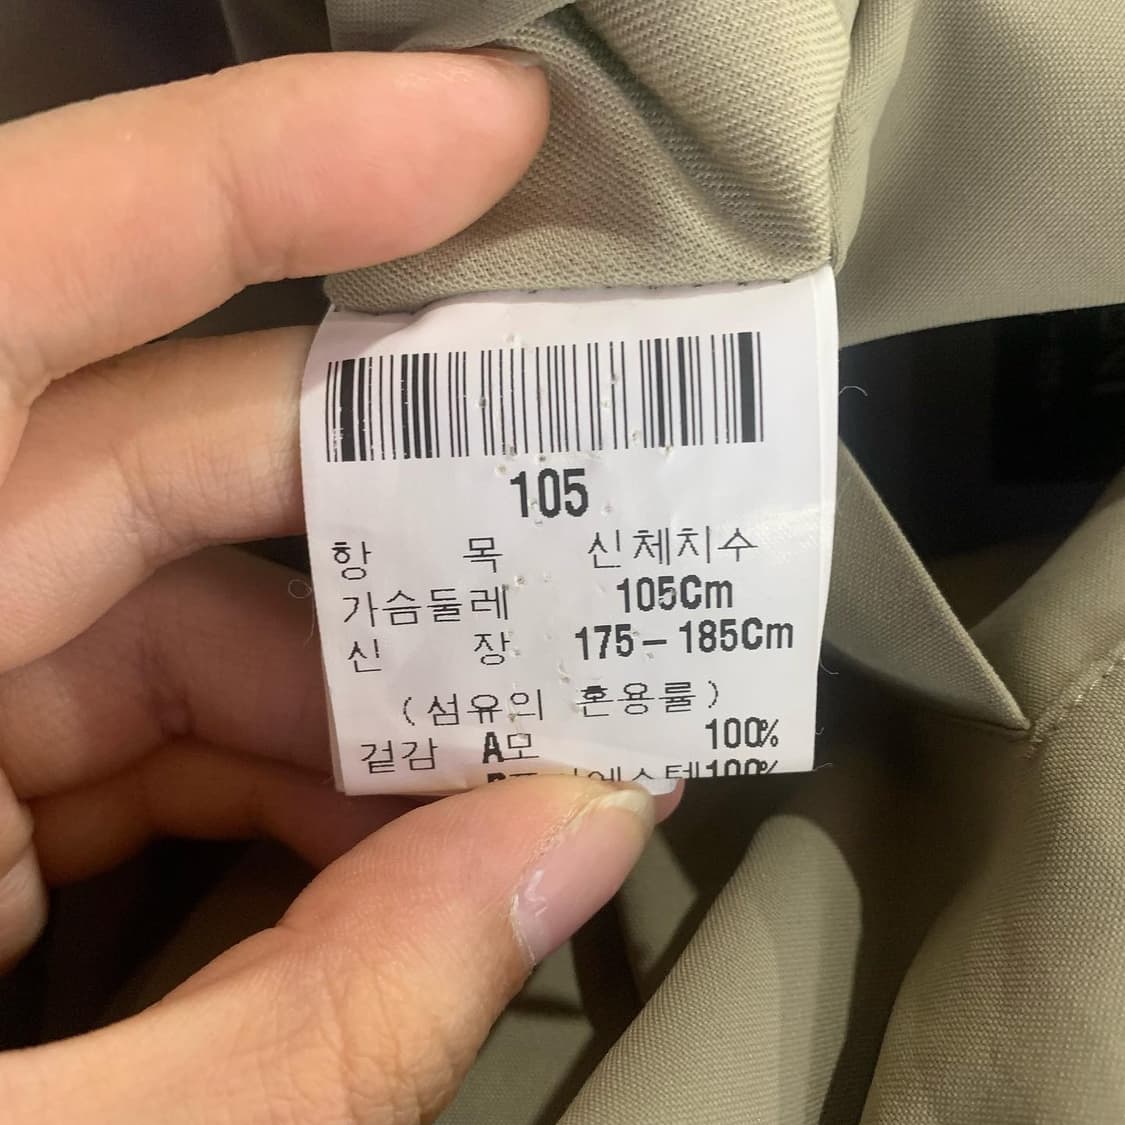 105
항 목 신체치수
가슴둘레 105Cm
신 장 175-185Cm
(섬유의 혼용률)
겉감 A모 100%
100%